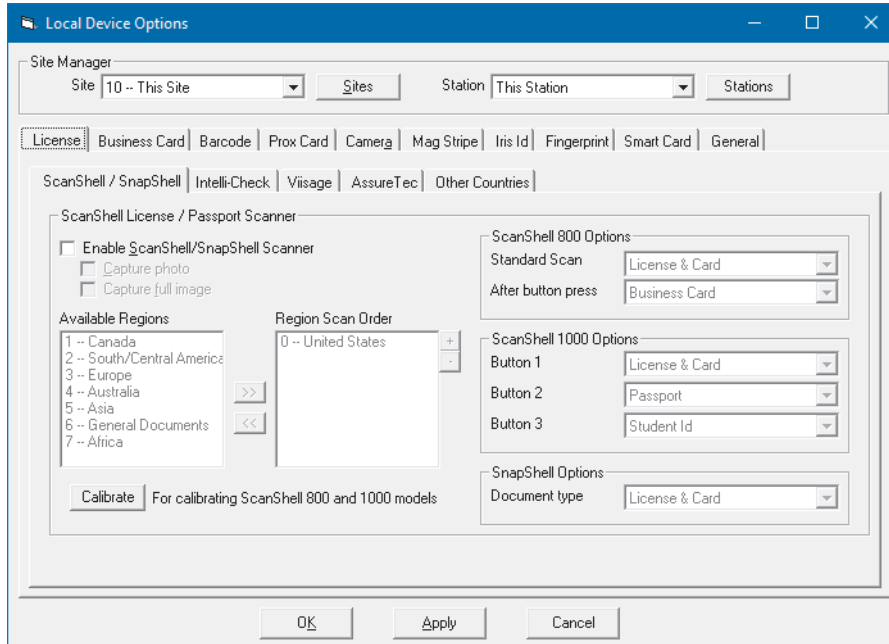 Local Device Options
Site Manager
Site 10 -- This Site Sites Station This Station Stations
License Business Card Barcode Prox Card Camera Mag Stripe Iris Id Fingerprint Smart Card General
ScanShell / SnapShell Intelli-Check Viisage AssureTec Other Countries
ScanShell License / Passport Scanner
Enable ScanShell/SnapShell Scanner
Capture photo
Capture full image
Available Regions
1 -- Canada
2 -- South/Central America
3 -- Europe
4 -- Australia
5 -- Asia
6 -- General Documents
7 -- Africa
>>
<<
Region Scan Order
0 -- United States
+
-
Calibrate For calibrating ScanShell 800 and 1000 models
ScanShell 800 Options
Standard Scan License & Card
After button press Business Card
ScanShell 1000 Options
Button 1 License & Card
Button 2 Passport
Button 3 Student Id
SnapShell Options
Document type License & Card
OK Apply Cancel